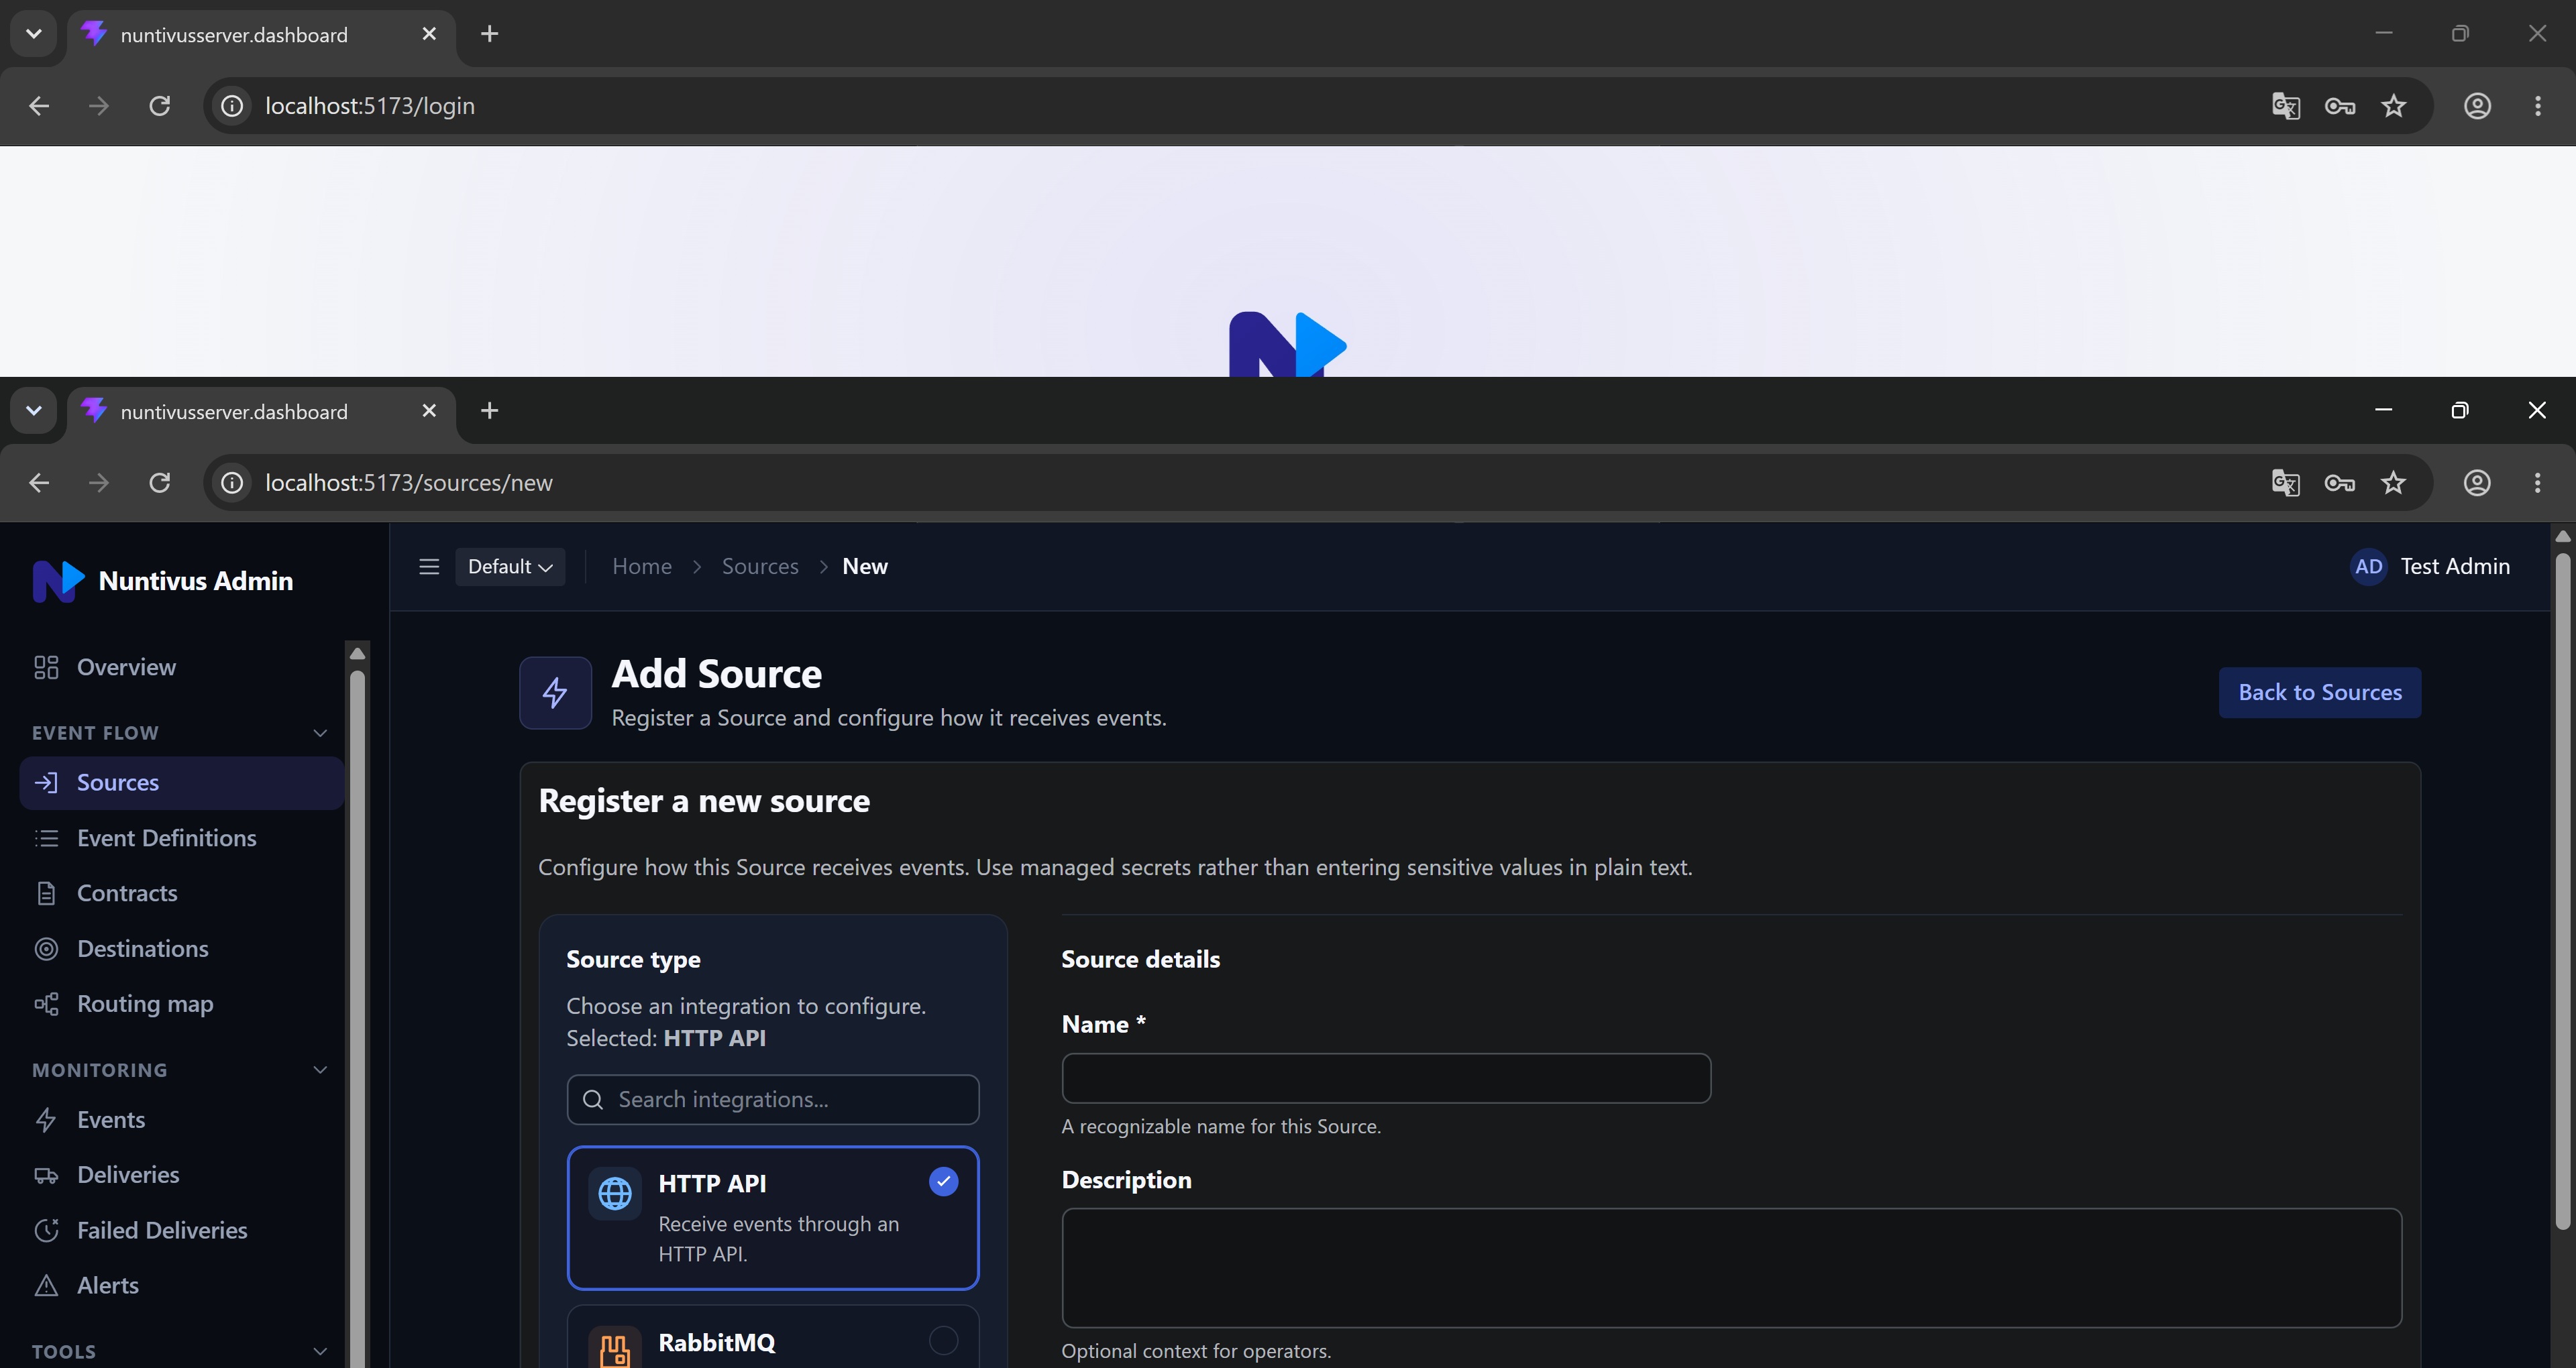 nuntivusserver.dashboard
localhost:5173/login
nuntivusserver.dashboard
localhost:5173/sources/new
Nuntivus Admin
Default
Home > Sources > New
AD Test Admin
Overview
EVENT FLOW
Sources
Event Definitions
Contracts
Destinations
Routing map
MONITORING
Events
Deliveries
Failed Deliveries
Alerts
TOOLS
Add Source
Register a Source and configure how it receives events.
Back to Sources
Register a new source
Configure how this Source receives events. Use managed secrets rather than entering sensitive values in plain text.
Source type
Choose an integration to configure.
Selected: HTTP API
Search integrations...
HTTP API
Receive events through an
HTTP API.
RabbitMQ
Source details
Name *
A recognizable name for this Source.
Description
Optional context for operators.